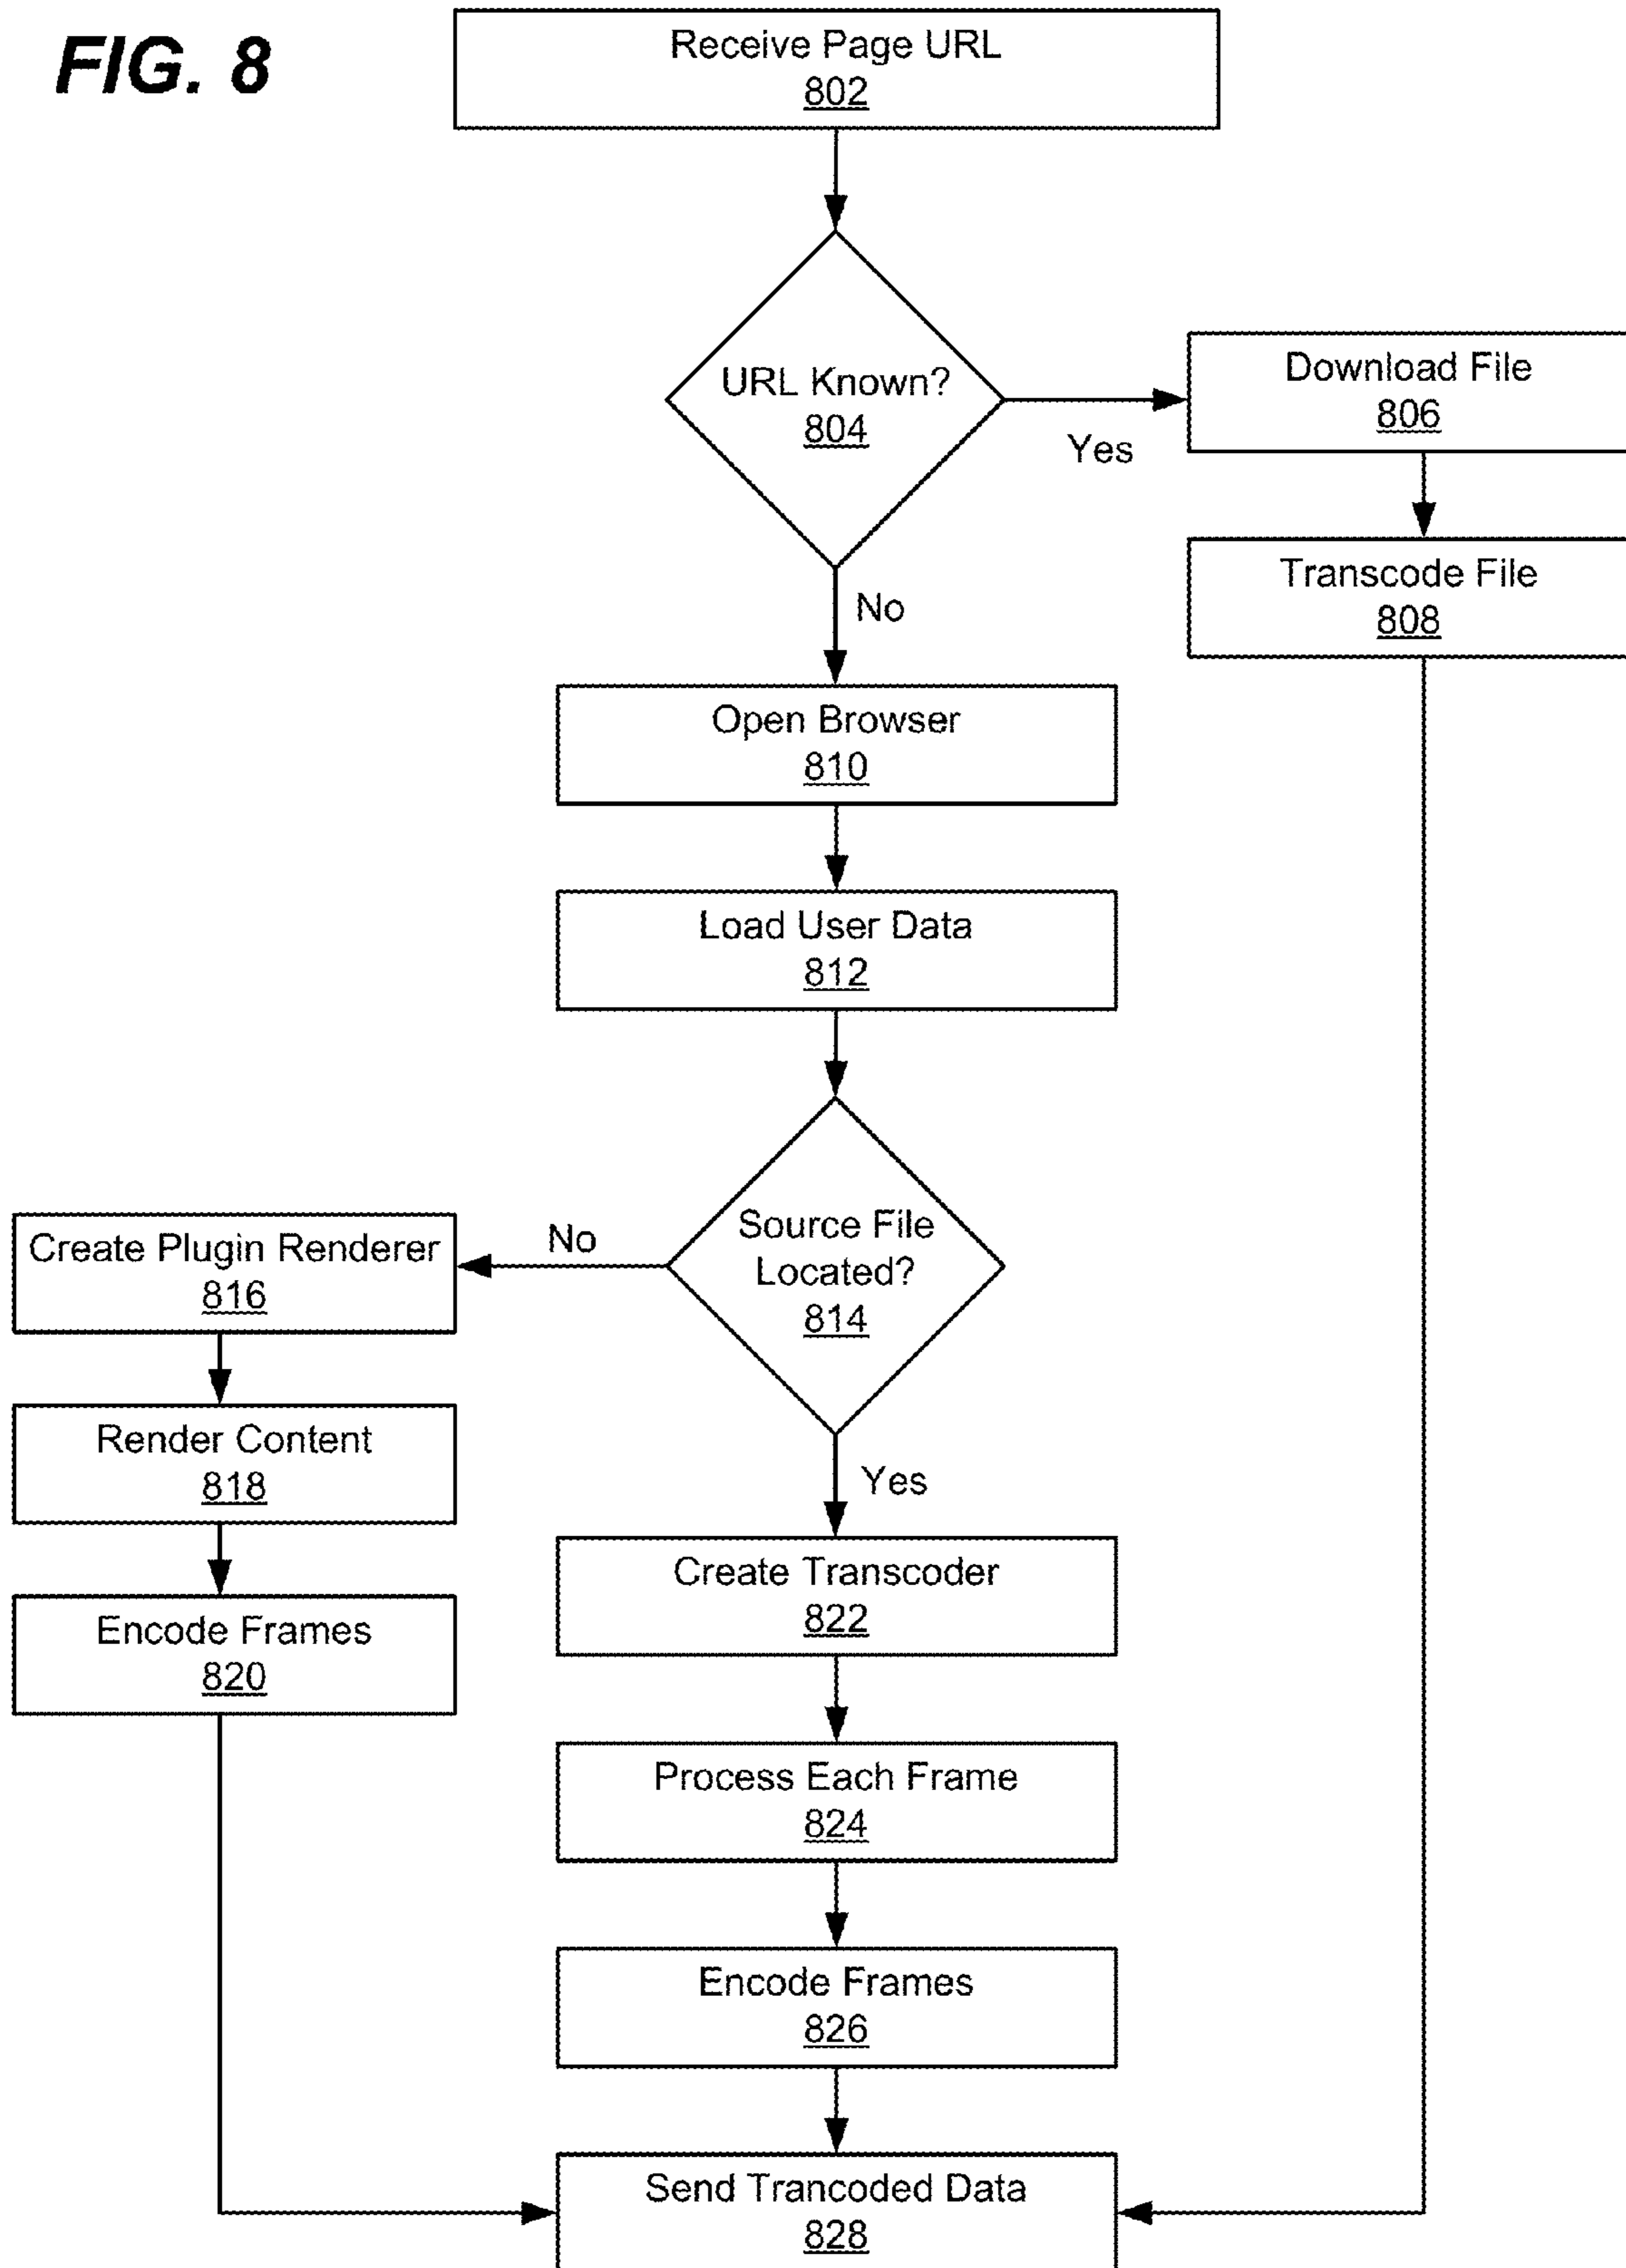 FIG. 8
Receive Page URL
802
URL Known?
804
Yes
Download File
806
Transcode File
808
No
Open Browser
810
Load User Data
812
Source File
Located?
814
No
Create Plugin Renderer
816
Render Content
818
Encode Frames
820
Yes
Create Transcoder
822
Process Each Frame
824
Encode Frames
826
Send Trancoded Data
828